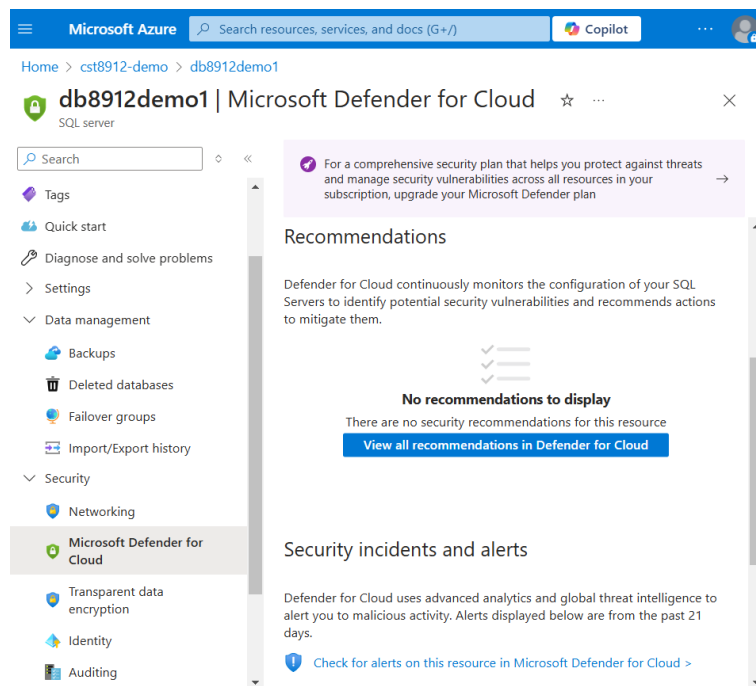 Microsoft Azure
Search resources, services, and docs (G+/)
Copilot
Home > cst8912-demo > db8912demo1
db8912demo1 | Microsoft Defender for Cloud
SQL server
Search
Tags
Quick start
Diagnose and solve problems
Settings
Data management
Backups
Deleted databases
Failover groups
Import/Export history
Security
Networking
Microsoft Defender for
Cloud
Transparent data
encryption
Identity
Auditing
For a comprehensive security plan that helps you protect against threats
and manage security vulnerabilities across all resources in your
subscription, upgrade your Microsoft Defender plan
Recommendations
Defender for Cloud continuously monitors the configuration of your SQL
Servers to identify potential security vulnerabilities and recommends actions
to mitigate them.
No recommendations to display
There are no security recommendations for this resource
View all recommendations in Defender for Cloud
Security incidents and alerts
Defender for Cloud uses advanced analytics and global threat intelligence to
alert you to malicious activity. Alerts displayed below are from the past 21
days.
Check for alerts on this resource in Microsoft Defender for Cloud >